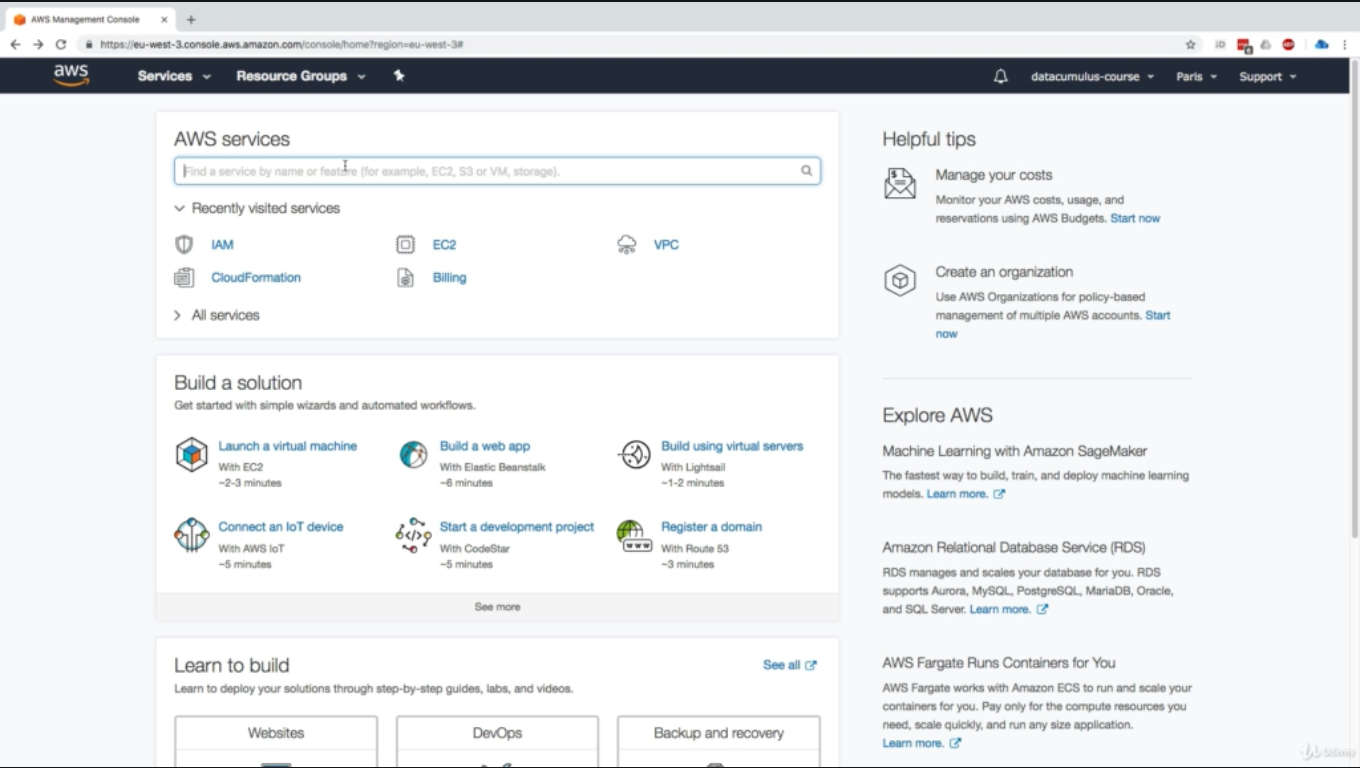 AWS Management Console
https://eu-west-3.console.aws.amazon.com/console/home?region=eu-west-3#
aws
Services
Resource Groups
datacumulus-course
Paris
Support
AWS services
Find a service by name or feature (for example, EC2, S3 or VM, storage).
Recently visited services
IAM
EC2
VPC
CloudFormation
Billing
All services
Build a solution
Get started with simple wizards and automated workflows.
Launch a virtual machine
With EC2
~2-3 minutes
Build a web app
With Elastic Beanstalk
~6 minutes
Build using virtual servers
With Lightsail
~1-2 minutes
Connect an IoT device
With AWS IoT
~5 minutes
Start a development project
With CodeStar
~5 minutes
Register a domain
With Route 53
~3 minutes
See more
Learn to build
See all
Learn to deploy your solutions through step-by-step guides, labs, and videos.
Websites
DevOps
Backup and recovery
Helpful tips
Manage your costs
Monitor your AWS costs, usage, and
reservations using AWS Budgets. Start now
Create an organization
Use AWS Organizations for policy-based
management of multiple AWS accounts. Start
now
Explore AWS
Machine Learning with Amazon SageMaker
The fastest way to build, train, and deploy machine learning
models. Learn more.
Amazon Relational Database Service (RDS)
RDS manages and scales your database for you. RDS
supports Aurora, MySQL, PostgreSQL, MariaDB, Oracle,
and SQL Server. Learn more.
AWS Fargate Runs Containers for You
AWS Fargate works with Amazon ECS to run and scale your
containers for you. Pay only for the compute resources you
need, scale quickly, and run any size application.
Learn more.
Udemy